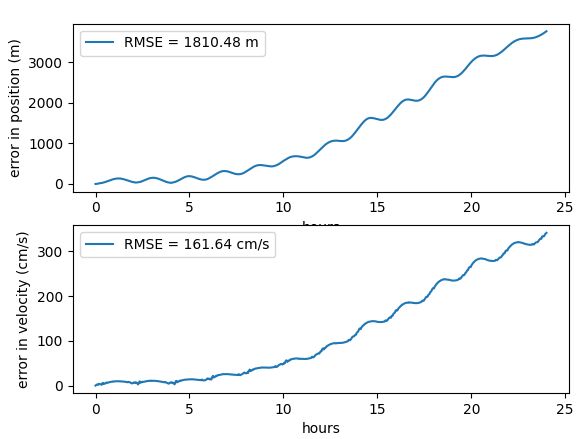 RMSE = 1810.48 m
error in position (m)
3000
2000
1000
0
0 5 10 15 20 25
hours
RMSE = 161.64 cm/s
error in velocity (cm/s)
300
200
100
0
0 5 10 15 20 25
hours